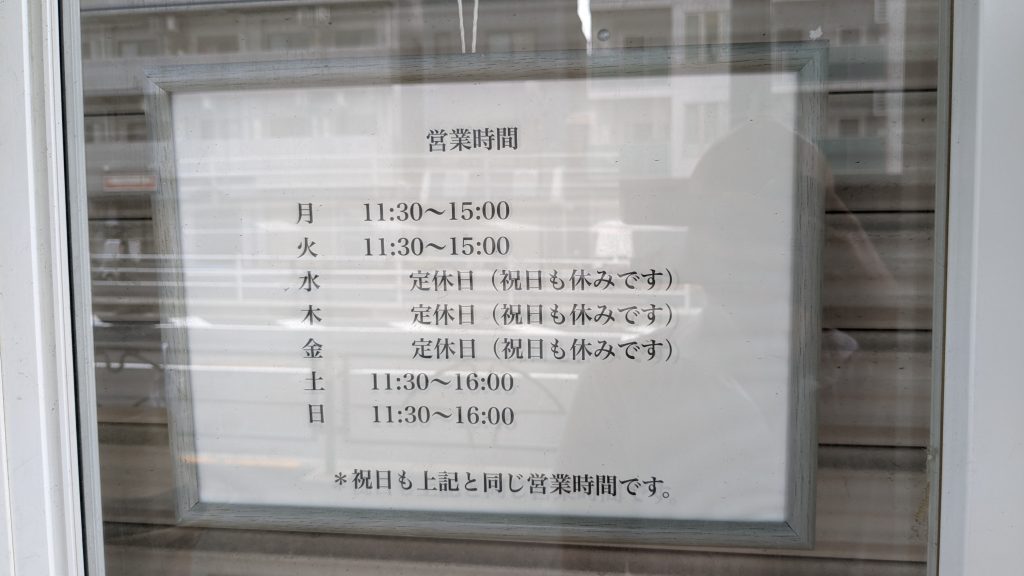 営業時間
月 11:30〜15:00
火 11:30〜15:00
水 定休日（祝日も休みです）
木 定休日（祝日も休みです）
金 定休日（祝日も休みです）
土 11:30〜16:00
日 11:30〜16:00
＊祝日も上記と同じ営業時間です。